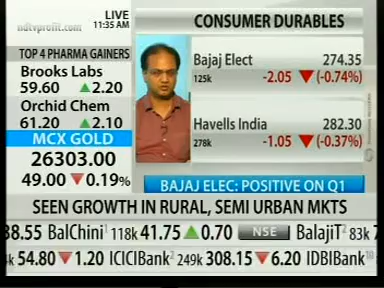 ndtvprofit.com
LIVE
11:35 AM
CONSUMER DURABLES
TOP 4 PHARMA GAINERS
Brooks Labs
59.60 ▲2.20
Orchid Chem
61.20 ▲2.10
MCX GOLD
26303.00
49.00 ▼0.19%
Bajaj Elect 274.35
125k -2.05 ▼(-0.74%)
Havells India 282.30
278k -1.05 ▼(-0.37%)
BAJAJ ELEC: POSITIVE ON Q1
SEEN GROWTH IN RURAL, SEMI URBAN MKTS
38.55 BalChini 118k 41.75 ▲0.70 NSE BalajiT 83k
54.80 ▼1.20 ICICIBank 249k 308.15 ▼6.20 IDBIBank